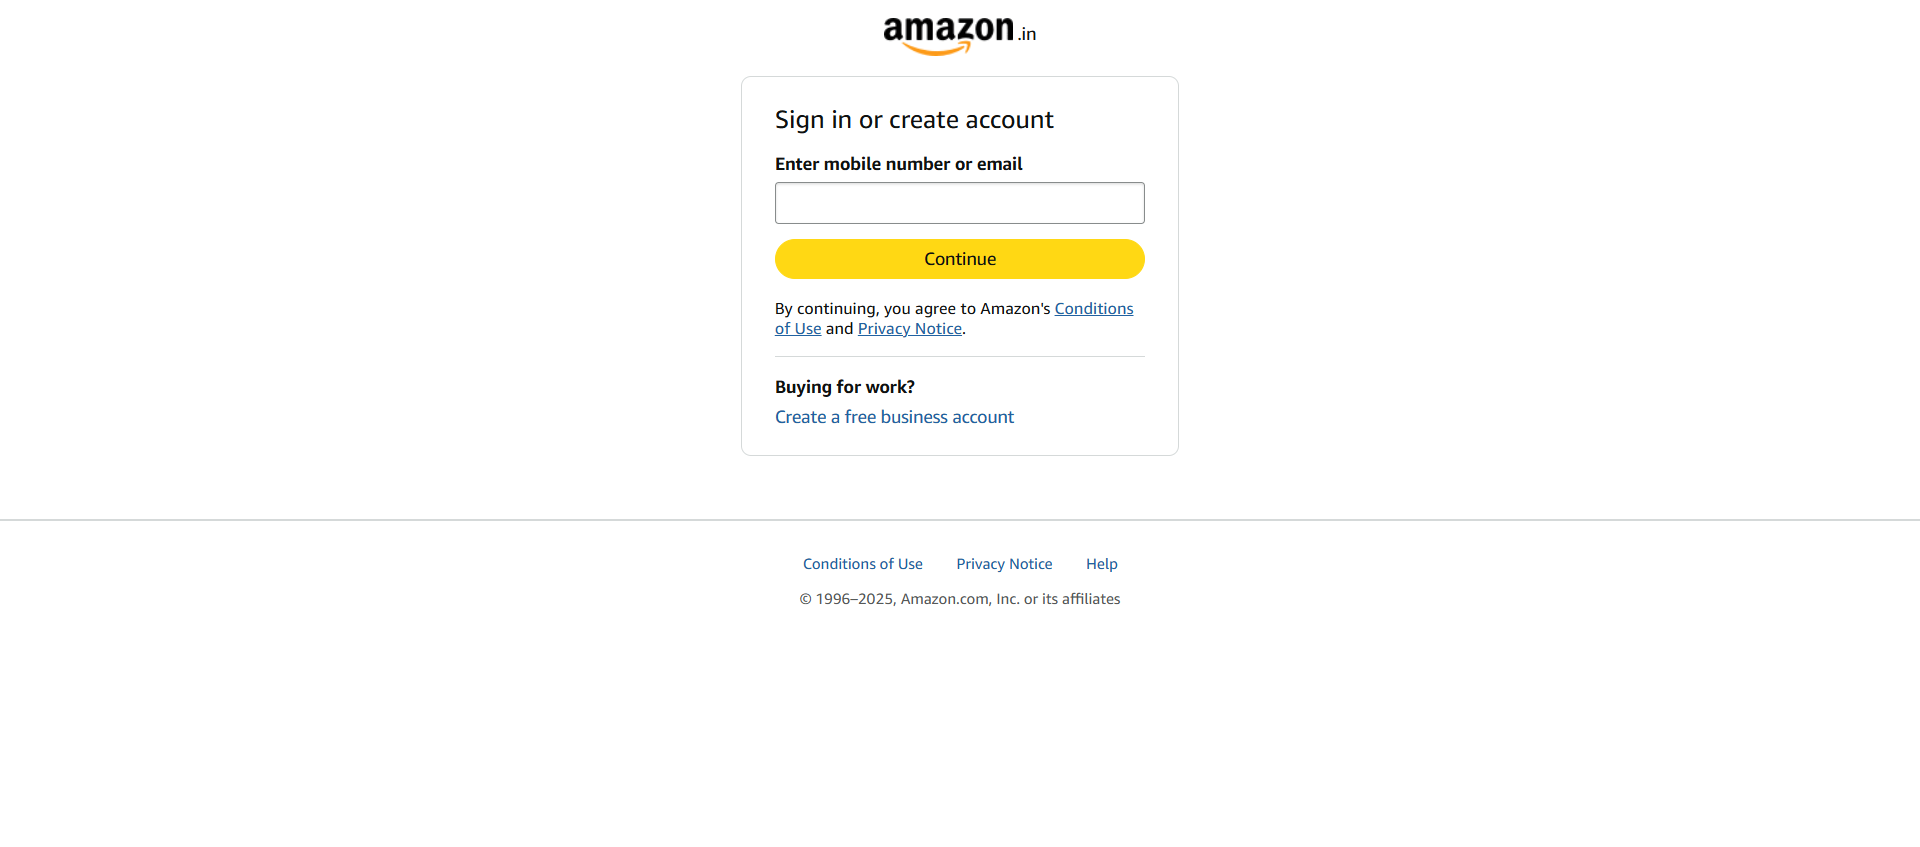 amazon.in
Sign in or create account
Enter mobile number or email
Continue
By continuing, you agree to Amazon's Conditions
of Use and Privacy Notice.
Buying for work?
Create a free business account
Conditions of Use Privacy Notice Help
© 1996–2025, Amazon.com, Inc. or its affiliates